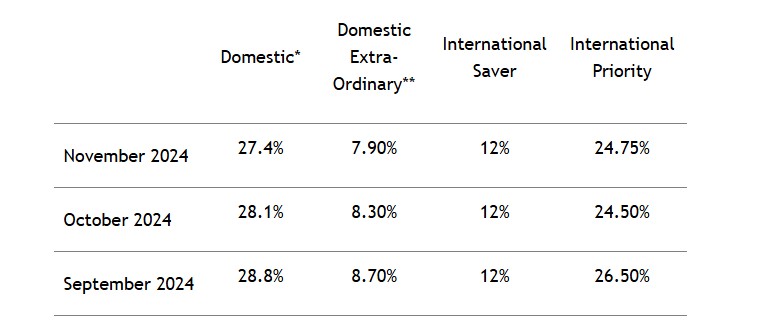 Domestic*
Domestic
Extra-
Ordinary**
International
Saver
International
Priority
November 2024 27.4% 7.90% 12% 24.75%
October 2024 28.1% 8.30% 12% 24.50%
September 2024 28.8% 8.70% 12% 26.50%